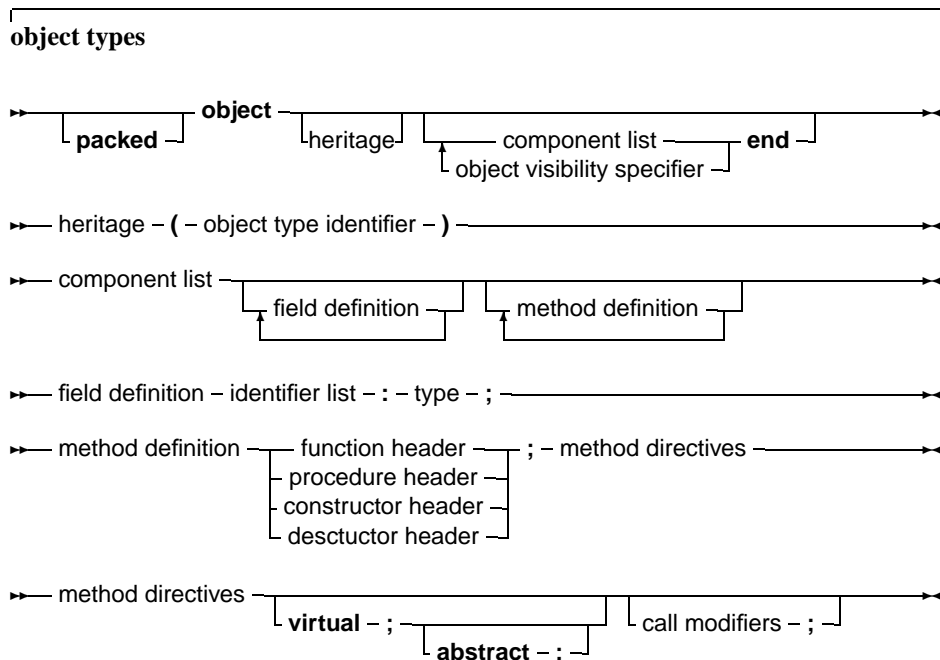 object types
object
packed heritage component list end
object visibility specifier
heritage ( object type identifier )
component list
field definition method definition
field definition identifier list : type ;
method definition function header ; method directives
procedure header
constructor header
desctuctor header
method directives
virtual ; call modifiers ;
abstract :